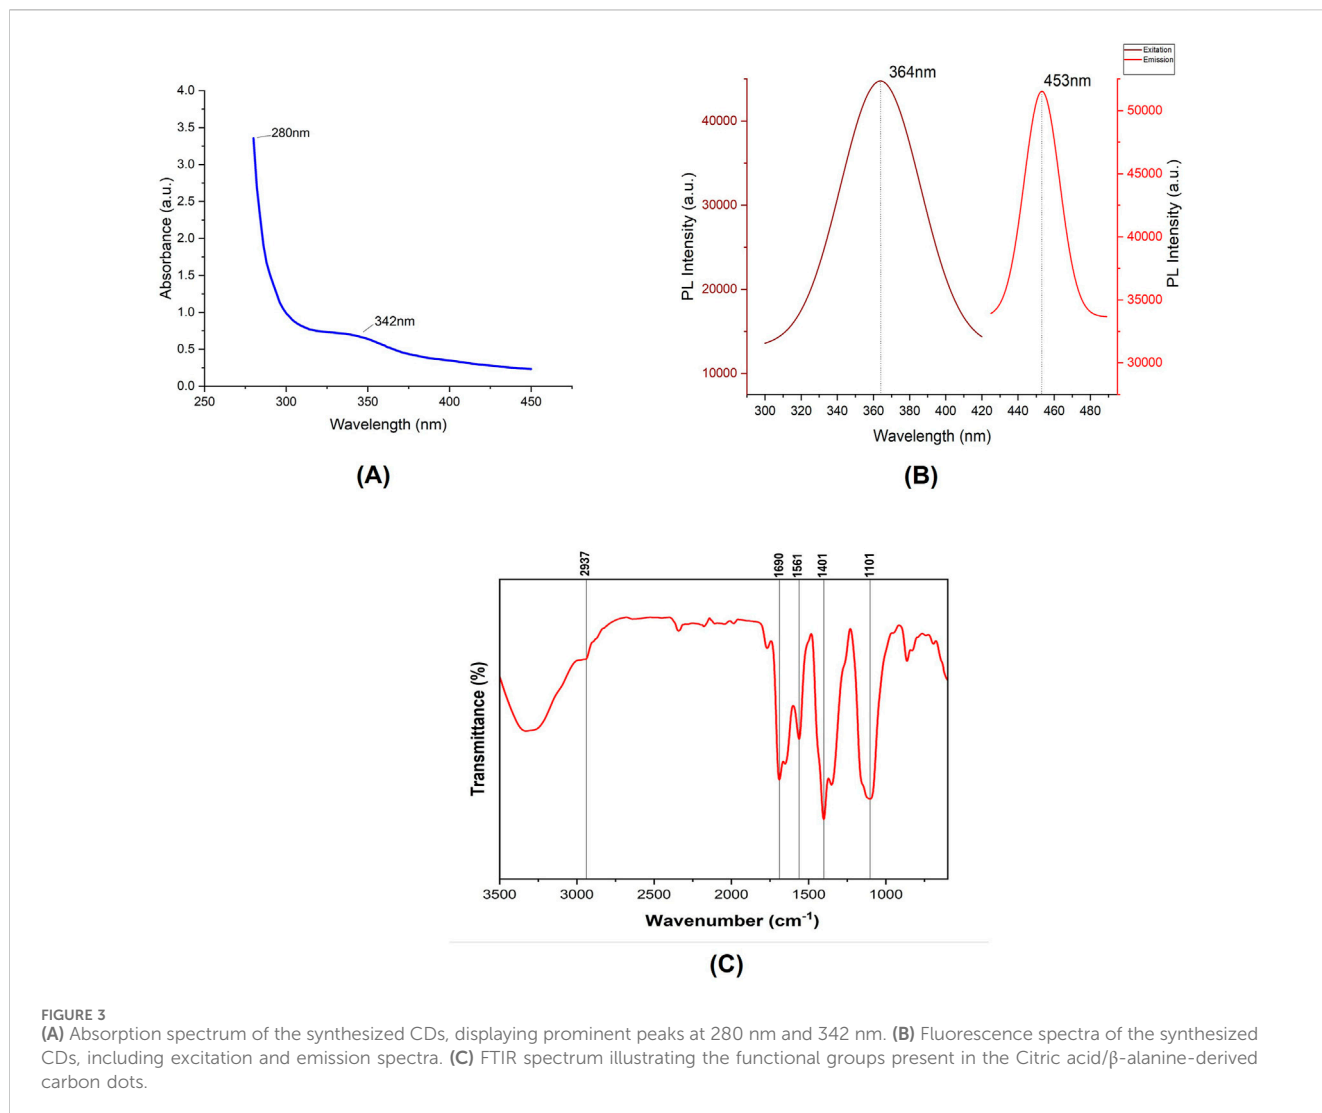 Exitation
Emission
364nm
453nm
4.0
3.5
3.0
2.5
2.0
1.5
1.0
0.5
0.0
280nm
342nm
Absorbance (a.u.)
250 300 350 400 450
Wavelength (nm)
(A)
40000
30000
20000
10000
PL Intensity (a.u.)
50000
45000
40000
35000
30000
PL Intensity (a.u.)
300 320 340 360 380 400 420 440 460 480
Wavelength (nm)
(B)
2937
1690
1561
1401
1101
Transmittance (%)
3500 3000 2500 2000 1500 1000
Wavenumber (cm⁻¹)
(C)
FIGURE 3
(A) Absorption spectrum of the synthesized CDs, displaying prominent peaks at 280 nm and 342 nm. (B) Fluorescence spectra of the synthesized
CDs, including excitation and emission spectra. (C) FTIR spectrum illustrating the functional groups present in the Citric acid/β-alanine-derived
carbon dots.